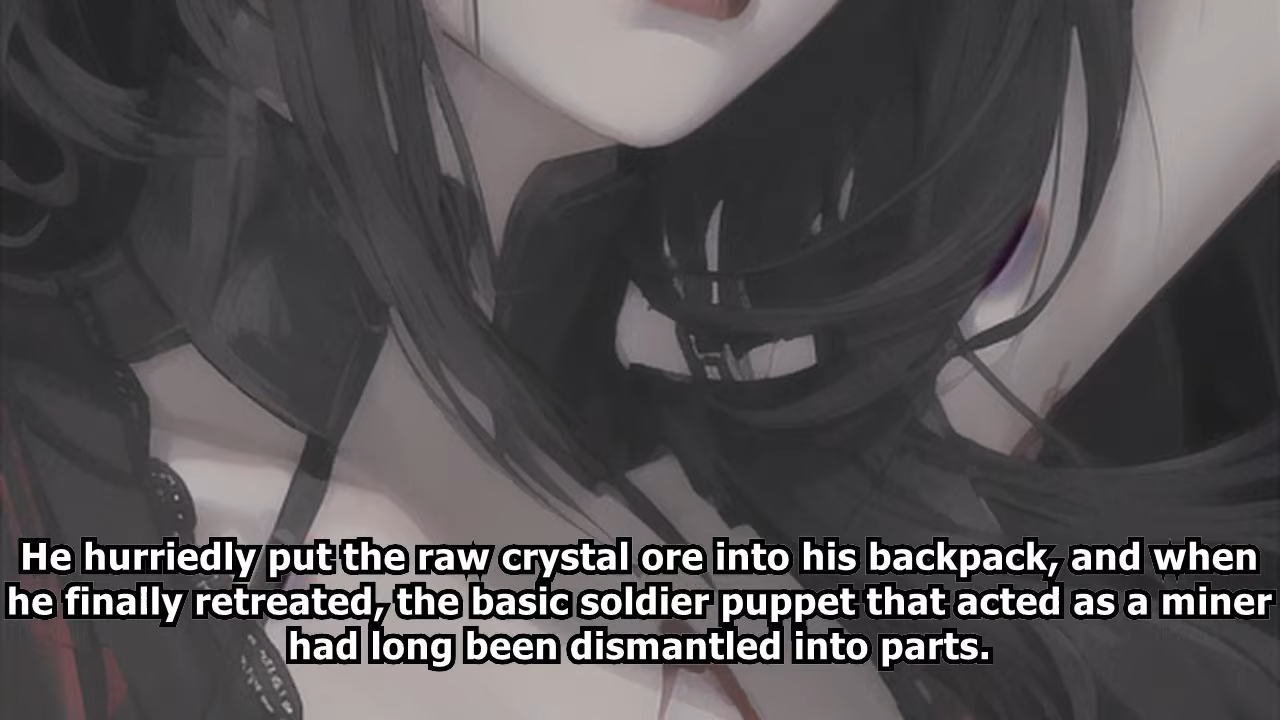 He hurriedly put the raw crystal ore into his backpack, and when
he finally retreated, the basic soldier puppet that acted as a miner
had long been dismantled into parts.